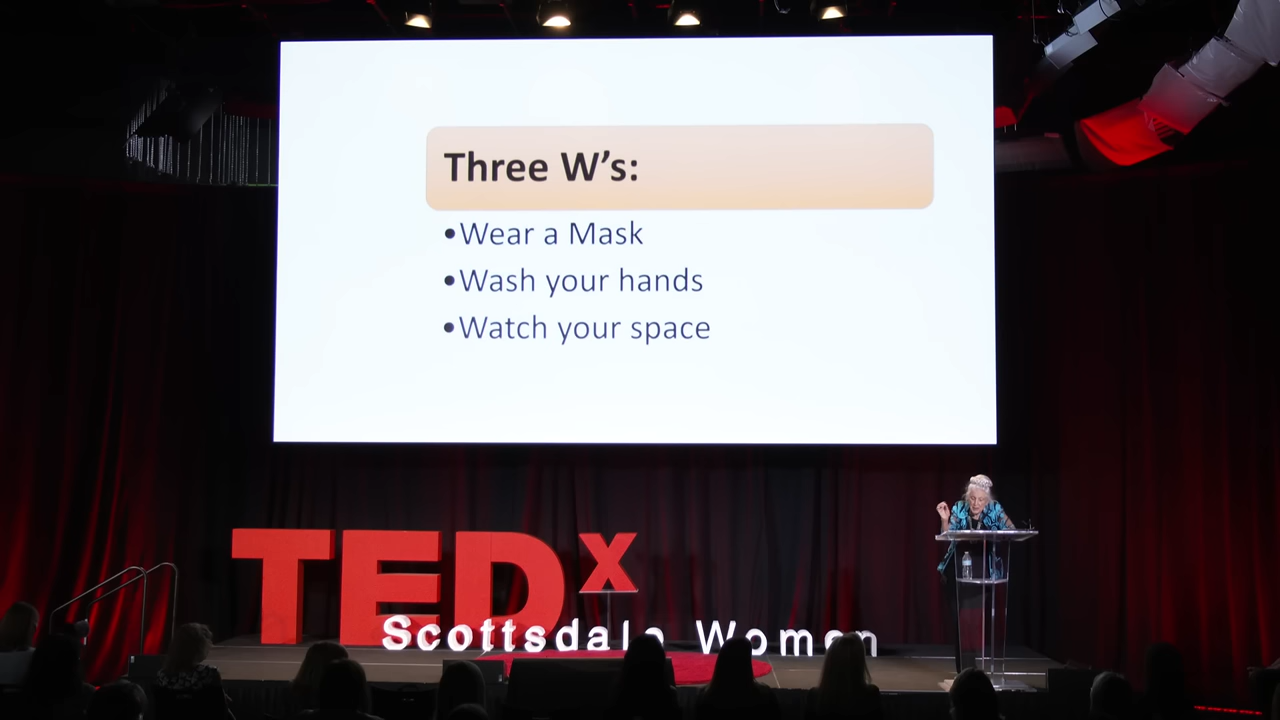 Three W's:
•Wear a Mask
•Wash your hands
•Watch your space
TEDx
Scottsdale Women